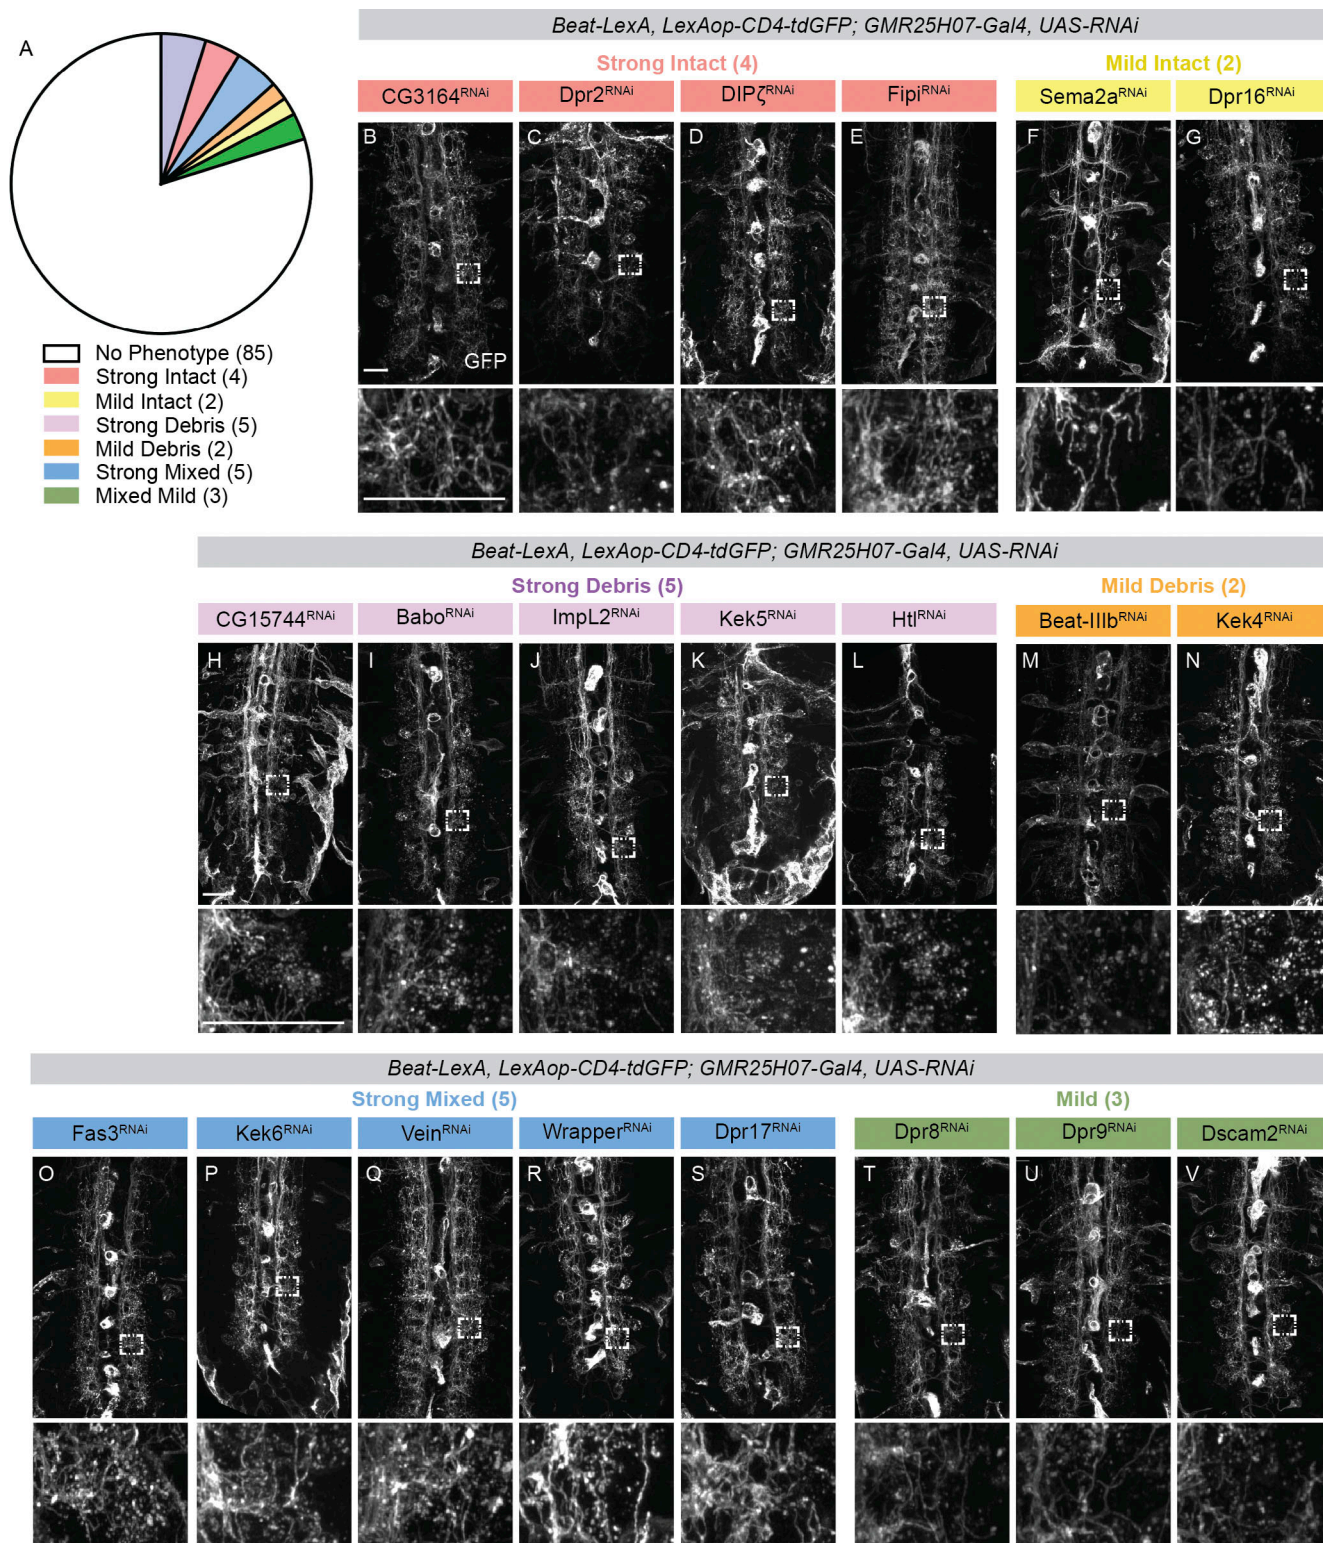 A
No Phenotype (85)
Strong Intact (4)
Mild Intact (2)
Strong Debris (5)
Mild Debris (2)
Strong Mixed (5)
Mixed Mild (3)
Beat-LexA, LexAop-CD4-tdGFP; GMR25H07-Gal4, UAS-RNAi
Strong Intact (4) Mild Intact (2)
CG3164RNAi Dpr2RNAi DIPζRNAi FipiRNAi Sema2aRNAi Dpr16RNAi
B C D E F G
GFP
Beat-LexA, LexAop-CD4-tdGFP; GMR25H07-Gal4, UAS-RNAi
Strong Debris (5) Mild Debris (2)
CG15744RNAi BaboRNAi ImpL2RNAi Kek5RNAi HtlRNAi Beat-IIIbRNAi Kek4RNAi
H I J K L M N
Beat-LexA, LexAop-CD4-tdGFP; GMR25H07-Gal4, UAS-RNAi
Strong Mixed (5) Mild (3)
Fas3RNAi Kek6RNAi VeinRNAi WrapperRNAi Dpr17RNAi Dpr8RNAi Dpr9RNAi Dscam2RNAi
O P Q R S T U V